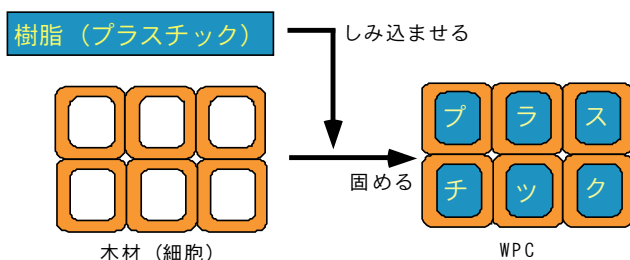 樹脂（プラスチック）
しみ込ませる
プラス
チック
固める
木材（細胞）
WPC